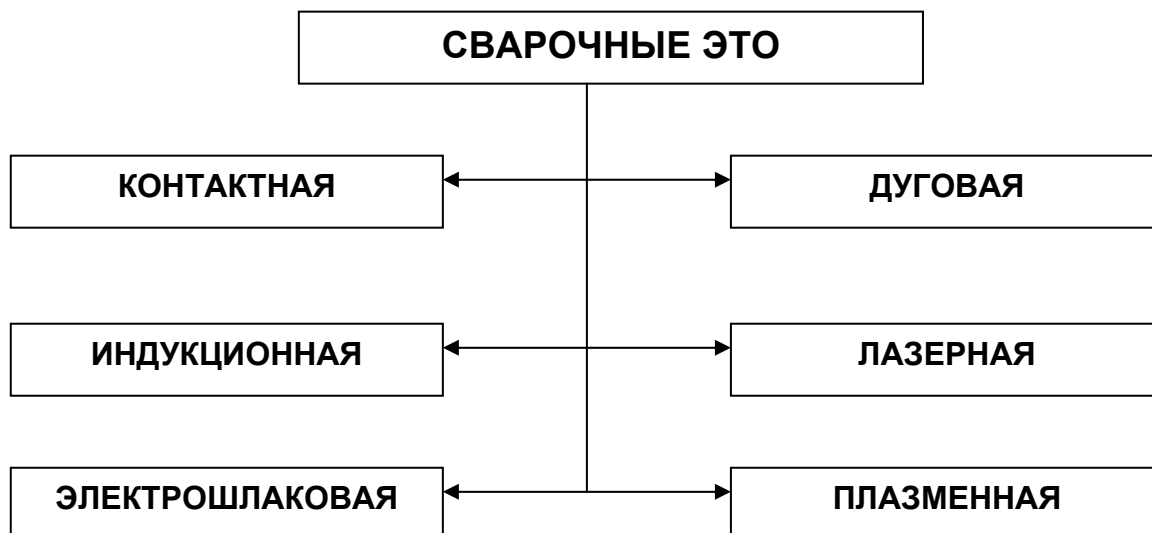 СВАРОЧНЫЕ ЭТО
КОНТАКТНАЯ
ДУГОВАЯ
ИНДУКЦИОННАЯ
ЛАЗЕРНАЯ
ЭЛЕКТРОШЛАКОВАЯ
ПЛАЗМЕННАЯ